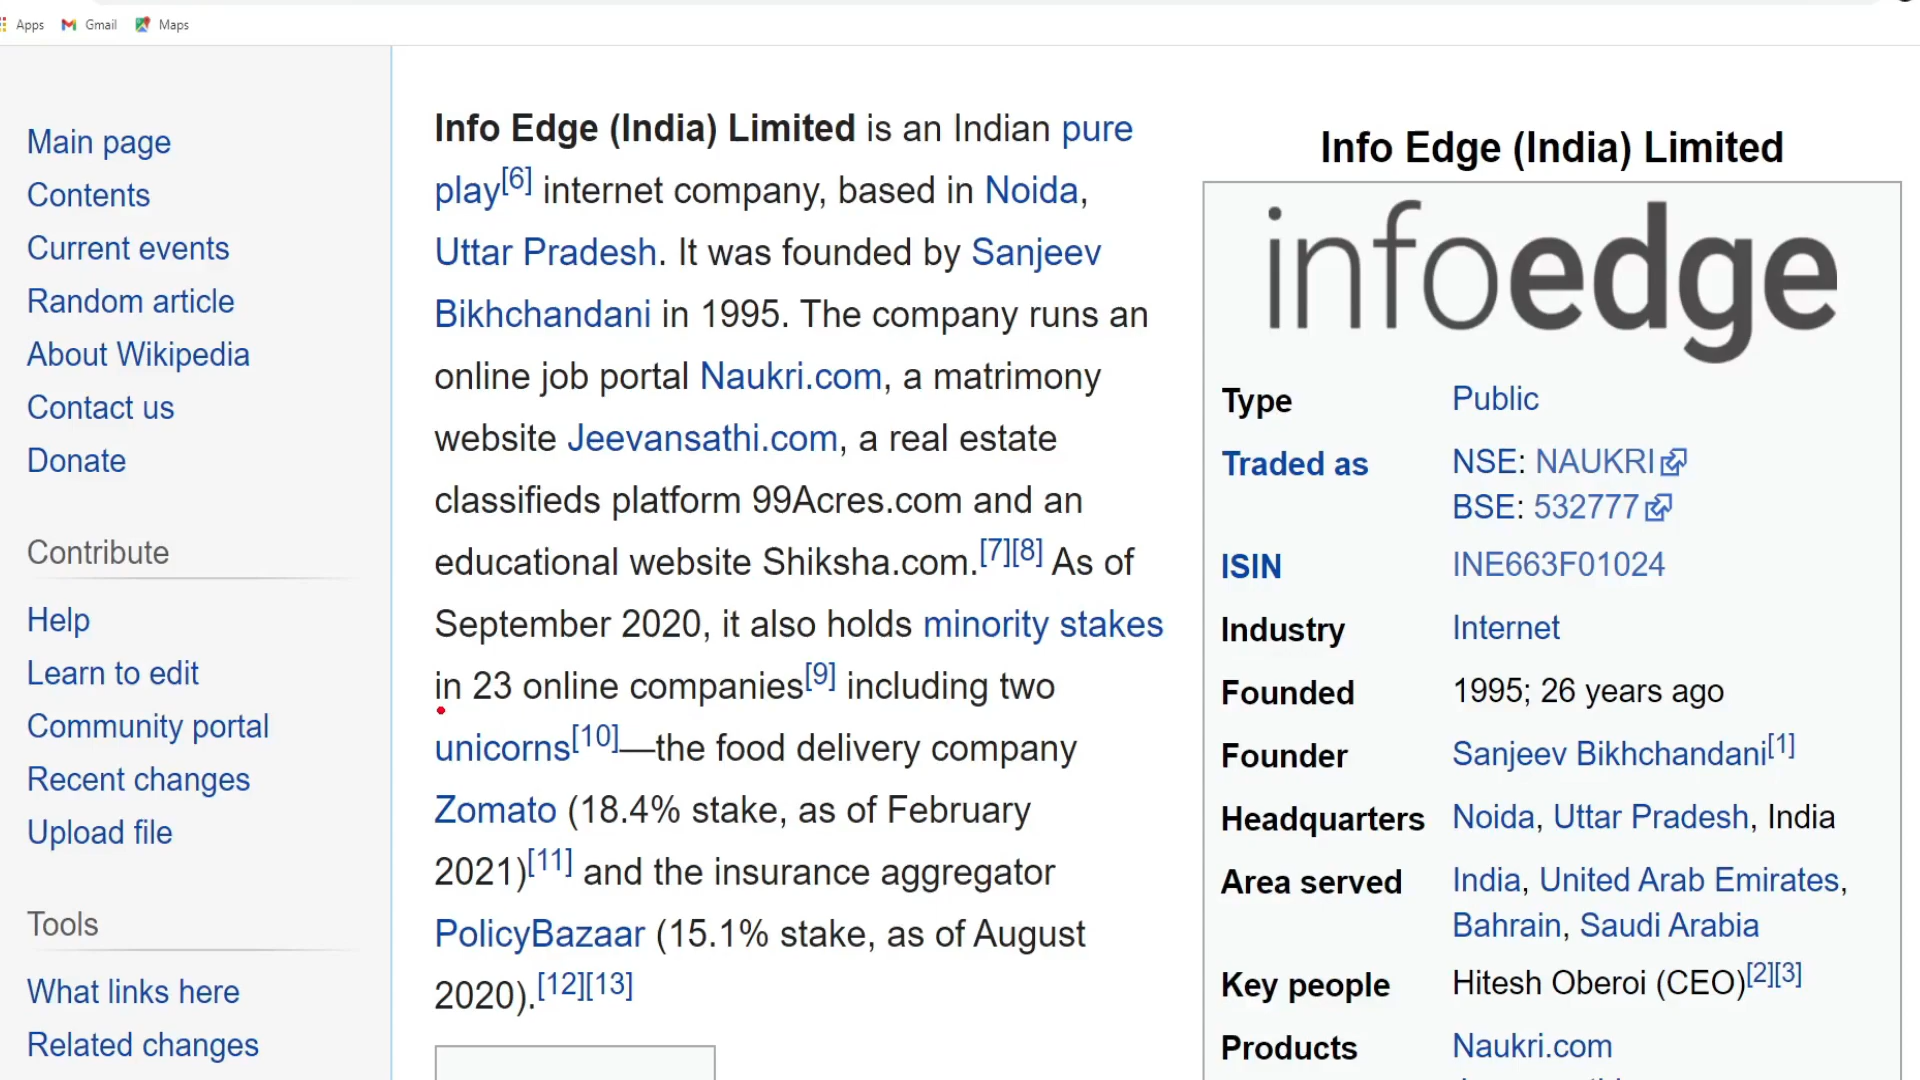 Apps Gmail Maps
Main page
Contents
Current events
Random article
About Wikipedia
Contact us
Donate
Contribute
Help
Learn to edit
Community portal
Recent changes
Upload file
Tools
What links here
Related changes
Info Edge (India) Limited is an Indian pure
play[6] internet company, based in Noida,
Uttar Pradesh. It was founded by Sanjeev
Bikhchandani in 1995. The company runs an
online job portal Naukri.com, a matrimony
website Jeevansathi.com, a real estate
classifieds platform 99Acres.com and an
educational website Shiksha.com.[7][8] As of
September 2020, it also holds minority stakes
in 23 online companies[9] including two
unicorns[10]—the food delivery company
Zomato (18.4% stake, as of February
2021)[11] and the insurance aggregator
PolicyBazaar (15.1% stake, as of August
2020).[12][13]
Info Edge (India) Limited
infoedge
Type Public
Traded as NSE: NAUKRI
BSE: 532777
ISIN INE663F01024
Industry Internet
Founded 1995; 26 years ago
Founder Sanjeev Bikhchandani[1]
Headquarters Noida, Uttar Pradesh, India
Area served India, United Arab Emirates,
Bahrain, Saudi Arabia
Key people Hitesh Oberoi (CEO)[2][3]
Products Naukri.com